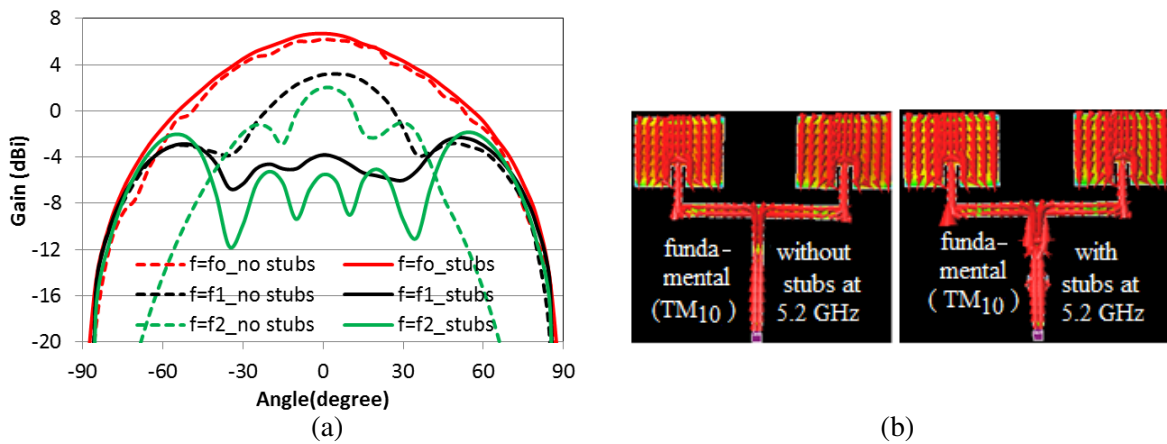 8
4
0
-4
-8
-12
-16
-20
Gain (dBi)
f=fo_no stubs
f=fo_stubs
f=f1_no stubs
f=f1_stubs
f=f2_no stubs
f=f2_stubs
-90 -60 -30 0 30 60 90
Angle(degree)
(a)
funda-
mental
(TM10)
without
stubs at
5.2 GHz
funda-
mental
( TM10 )
with
stubs at
5.2 GHz
(b)